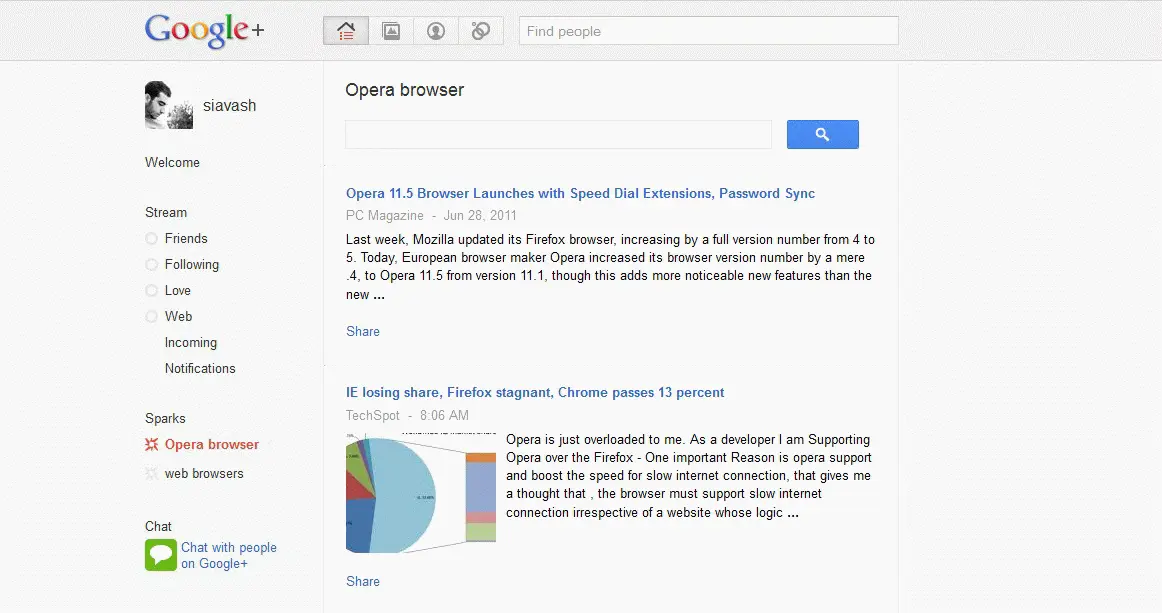 Google+
Find people
siavash
Welcome
Stream
Friends
Following
Love
Web
Incoming
Notifications
Sparks
Opera browser
web browsers
Chat
Chat with people
on Google+
Opera browser
Opera 11.5 Browser Launches with Speed Dial Extensions, Password Sync
PC Magazine - Jun 28, 2011
Last week, Mozilla updated its Firefox browser, increasing by a full version number from 4 to
5. Today, European browser maker Opera increased its browser version number by a mere
.4, to Opera 11.5 from version 11.1, though this adds more noticeable new features than the
new ...
Share
IE losing share, Firefox stagnant, Chrome passes 13 percent
TechSpot - 8:06 AM
Opera is just overloaded to me. As a developer I am Supporting
Opera over the Firefox - One important Reason is opera support
and boost the speed for slow internet connection, that gives me
a thought that , the browser must support slow internet
connection irrespective of a website whose logic ...
Share